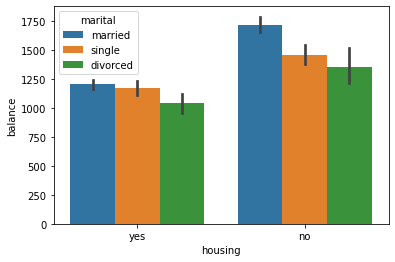 marital
married
single
divorced
1750
1500
1250
1000
750
500
250
0
balance
yes
no
housing